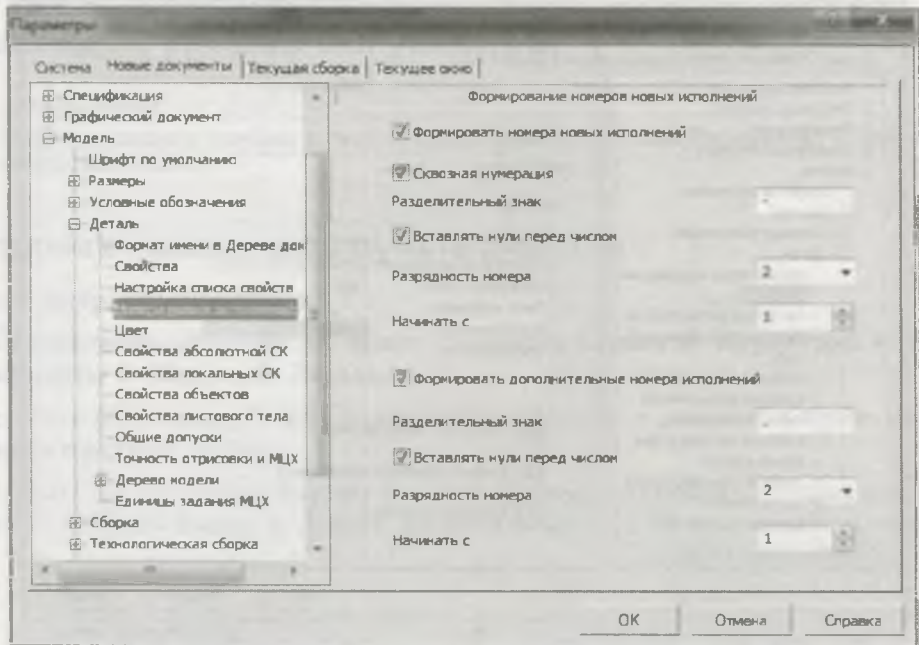 Параметры
Система Новые документы Текущая сборка Текущее окно
Спецификация
Графический документ
Модель
Шрифт по умолчанию
Размеры
Условные обозначения
Деталь
Формат имени в Дереве док
Свойства
Настройка списка свойств
Цвет
Свойства абсолютной СК
Свойства локальных СК
Свойства объектов
Свойства листового тела
Общие допуски
Точность отрисовки и МЦХ
Дерево модели
Единицы задания МЦХ
Сборка
Технологическая сборка
Формирование номеров новых исполнений
Формировать номера новых исполнений
Сквозная нумерация
Разделительный знак -
Вставлять нули перед числом
Разрядность номера 2
Начинать с 1
Формировать дополнительные номера исполнений
Разделительный знак
Вставлять нули перед числом
Разрядность номера 2
Начинать с 1
ОК Отмена Справка